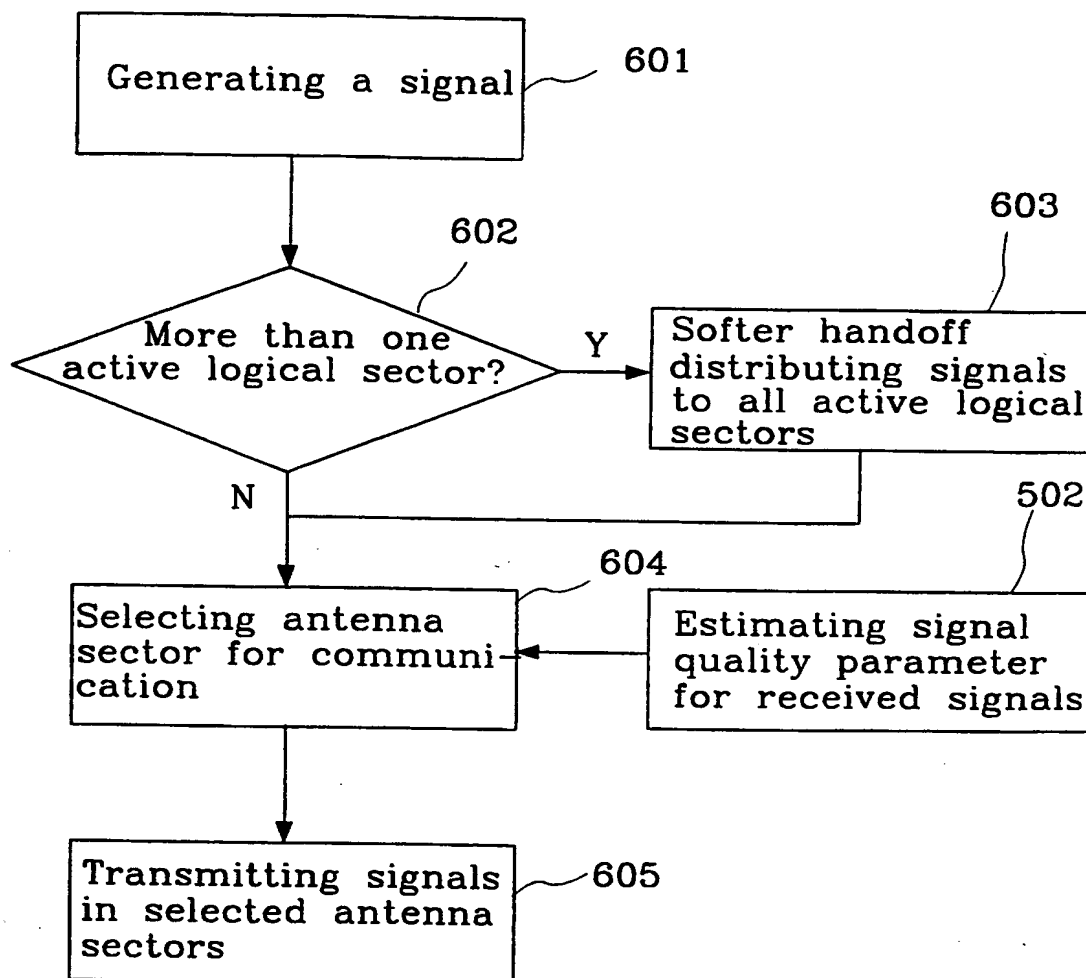 Generating a signal
601
602
More than one
active logical sector?
Y
N
603
Softer handoff
distributing signals
to all active logical
sectors
502
604
Selecting antenna
sector for communi-
cation
Estimating signal
quality parameter
for received signals
Transmitting signals
in selected antenna
sectors
605